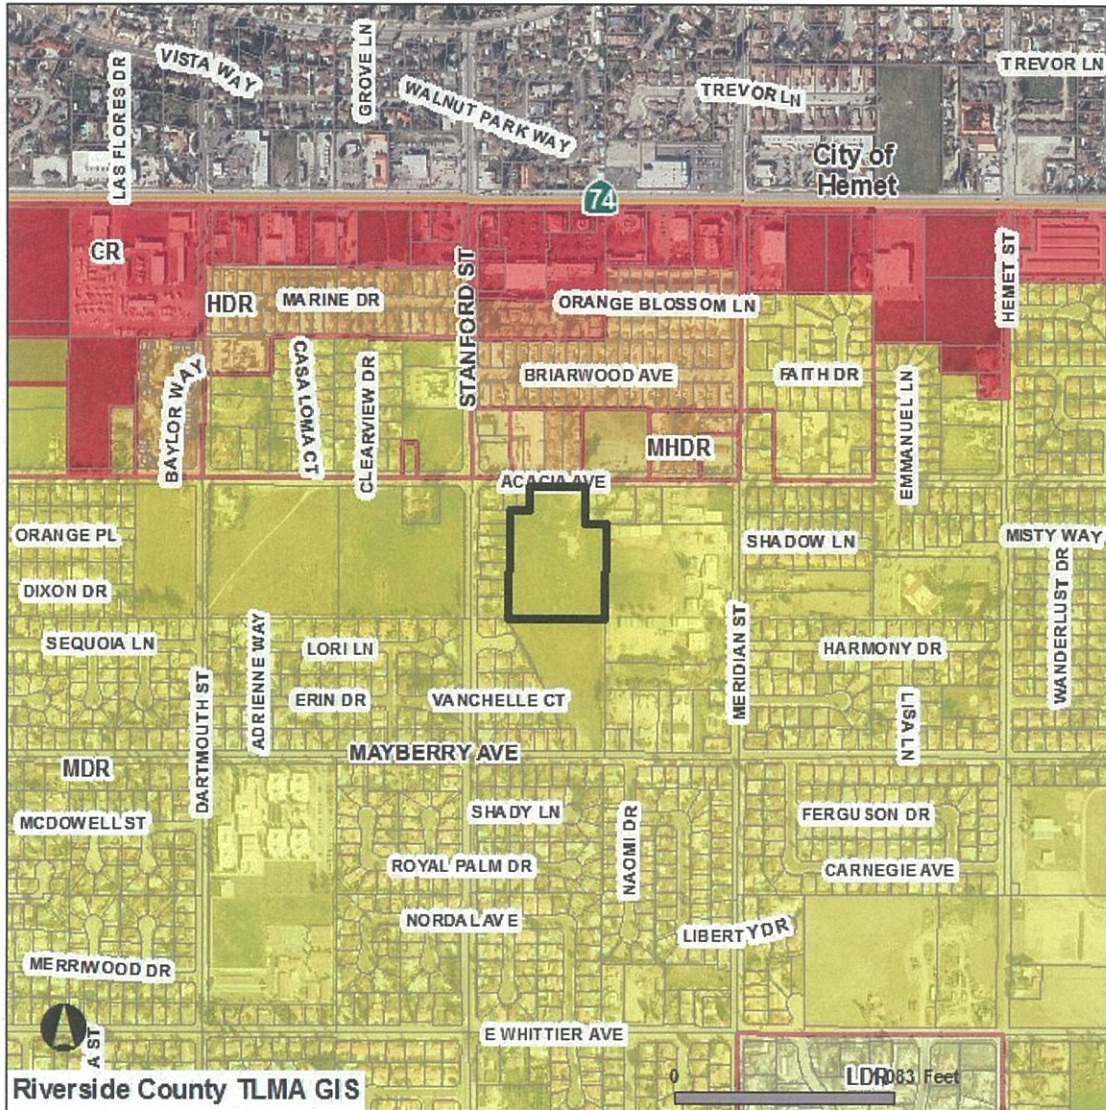 VISTA WAY
GROVE LN
LAS FLORES DR
WALNUT PARK WAY
TREVOR LN
TREVOR LN
City of
Hemet
74
CR
STANFORD ST
HEMET ST
HDR
MARINE DR
ORANGE BLOSSOM LN
BAYLOR WAY
CASA LOMA CT
CLEARVIEW DR
BRIARWOOD AVE
FAITH DR
EMMANUEL LN
MHDR
ACACIA AVE
ORANGE PL
SHADOW LN
MISTY WAY
DIXON DR
WANDERLUST DR
SEQUOIA LN
ADRIENNE WAY
LORI LN
MERIDIAN ST
HARMONY DR
DARTMOUTH ST
ERIN DR
VANCHELLE CT
LISA LN
MAYBERRY AVE
MDR
MCDOWELL ST
SHADY LN
NAOMI DR
FERGUSON DR
ROYAL PALM DR
CARNEGIE AVE
NORDAL AVE
LIBERTY DR
MERRIWOOD DR
A ST
E WHITTIER AVE
Riverside County TLMA GIS
0
LDR
083 Feet